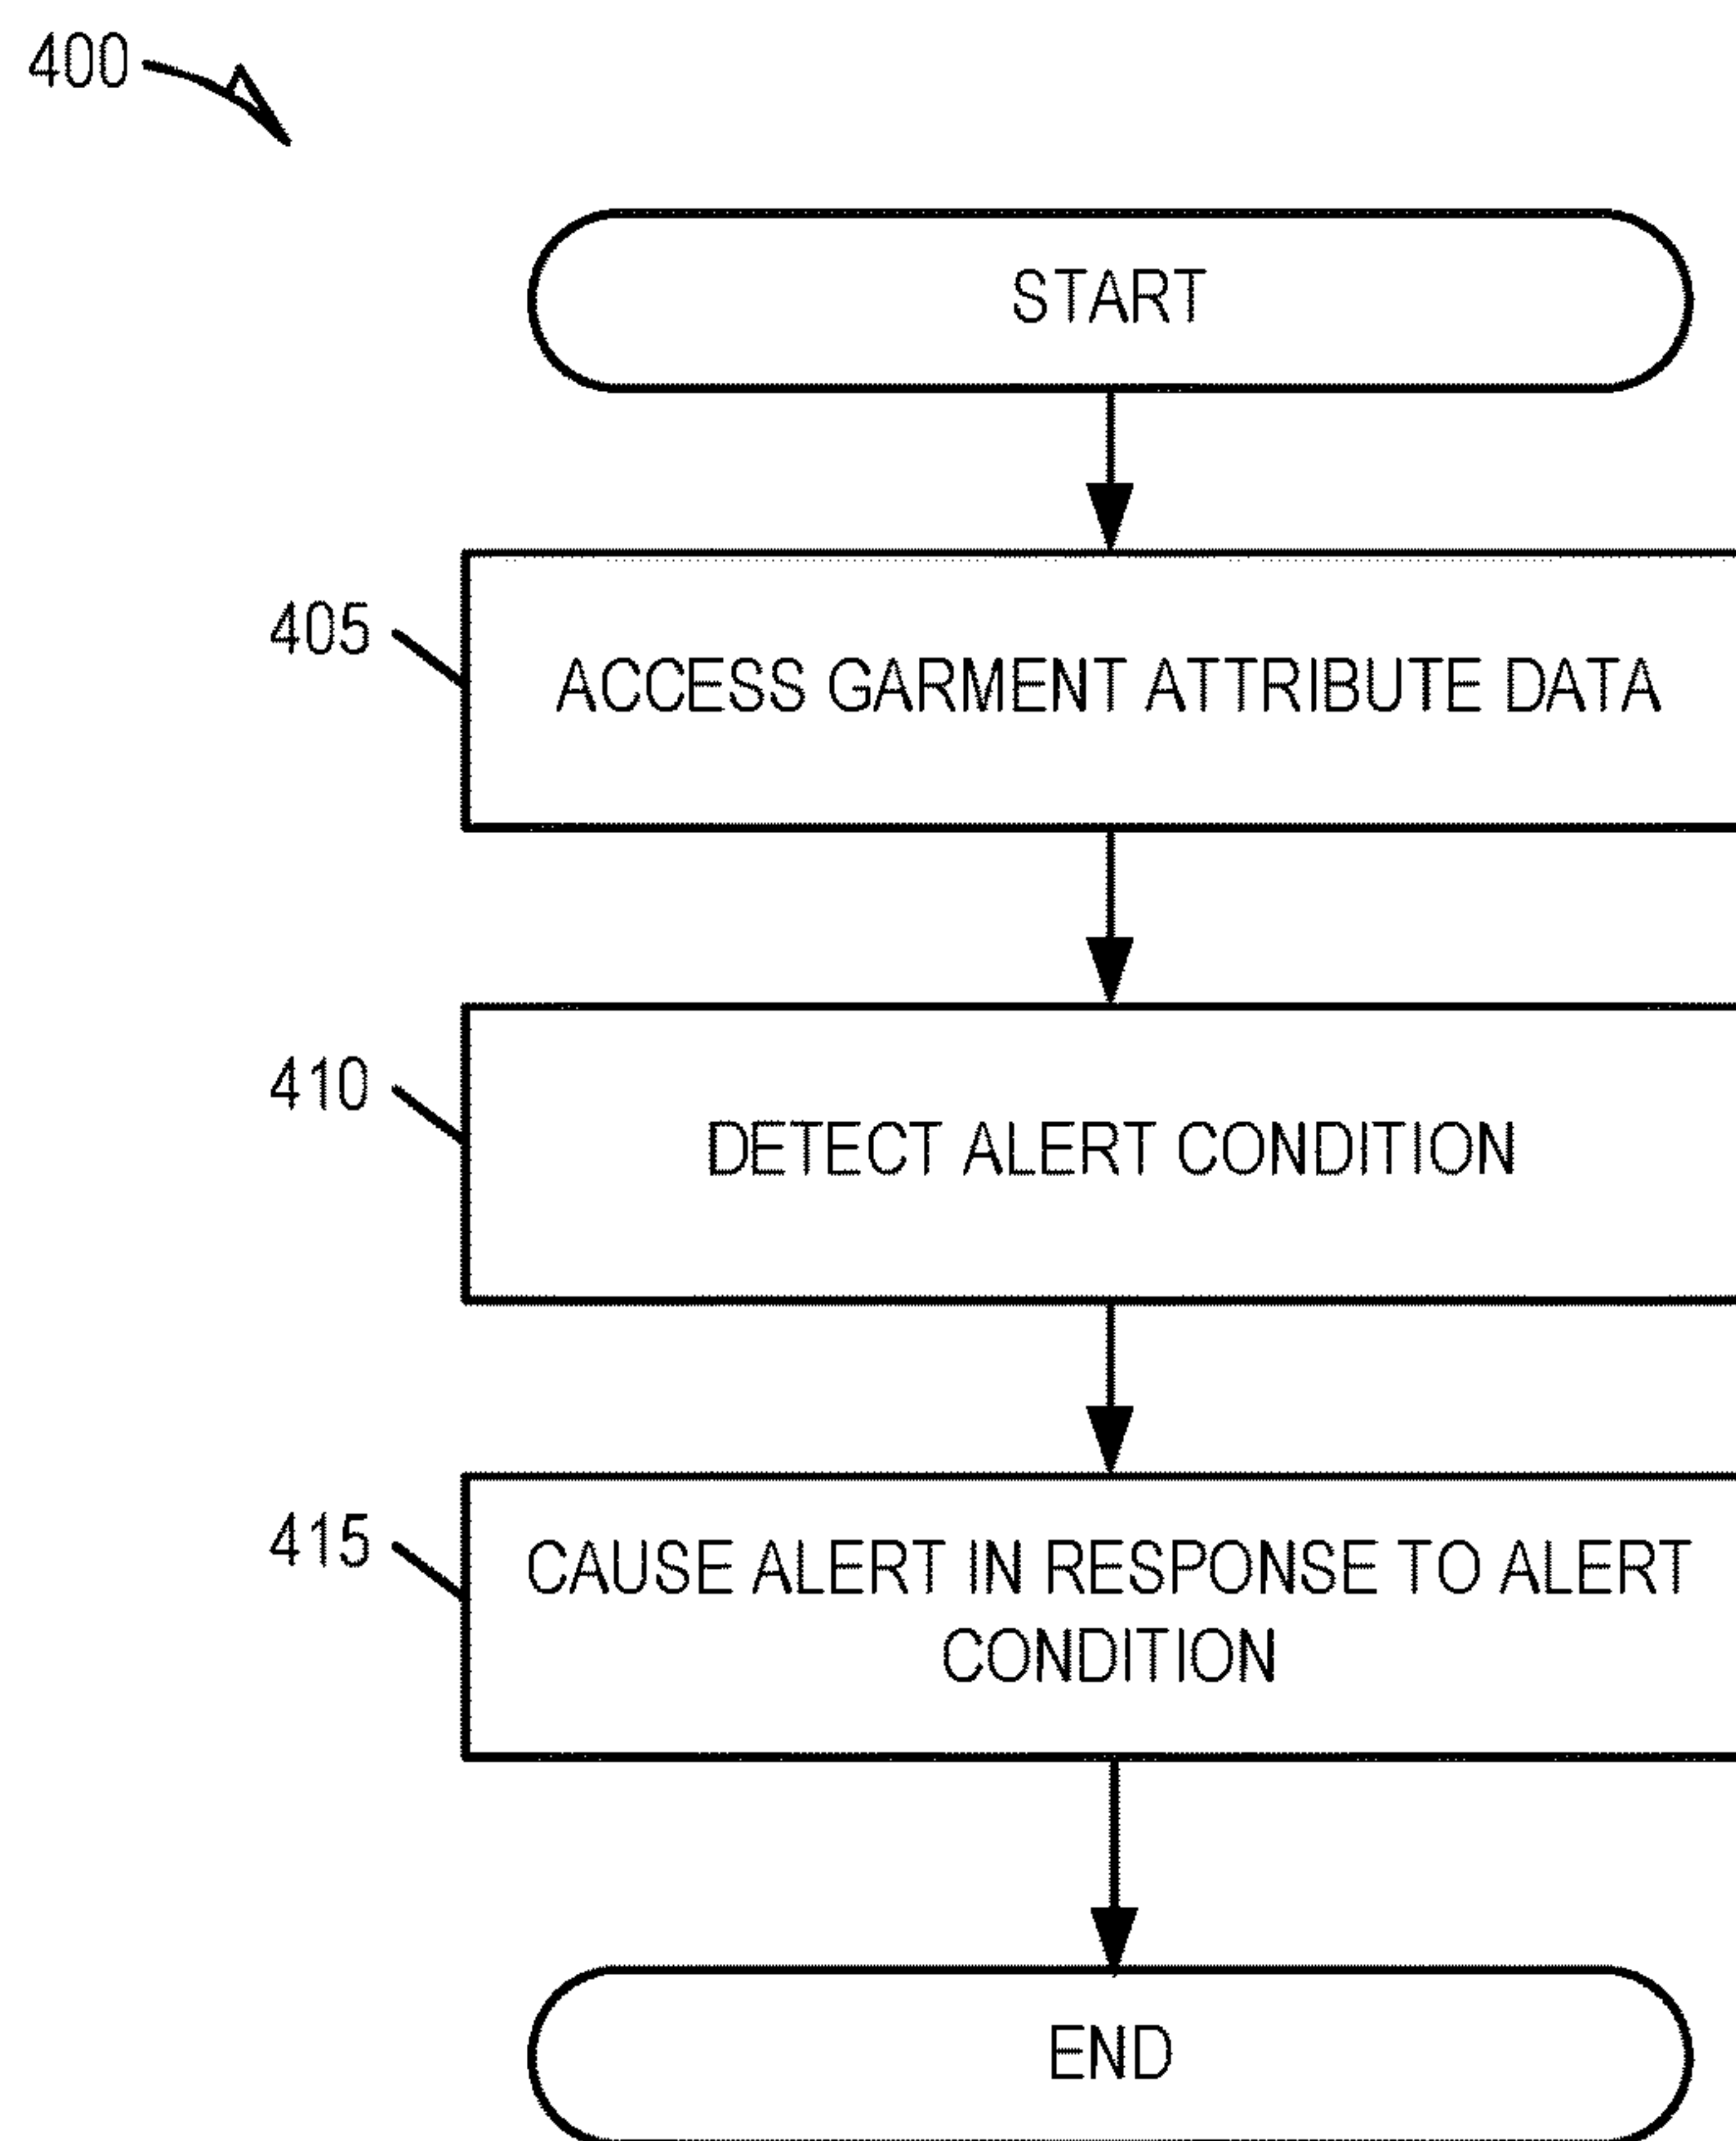 400
START
405
ACCESS GARMENT ATTRIBUTE DATA
410
DETECT ALERT CONDITION
415
CAUSE ALERT IN RESPONSE TO ALERT
CONDITION
END